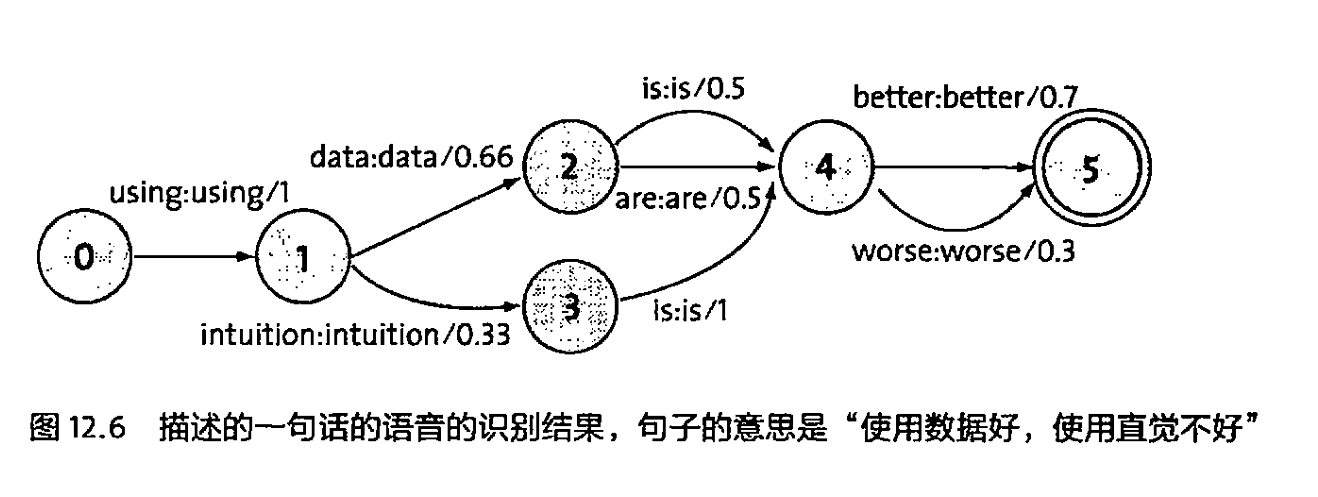 is:is/0.5
better:better/0.7
data:data/0.66
2
4
5
using:using/1
are:are/0.5
0
1
worse:worse/0.3
3
is:is/1
intuition:intuition/0.33
图 12.6 描述的一句话的语音的识别结果，句子的意思是“使用数据好，使用直觉不好”